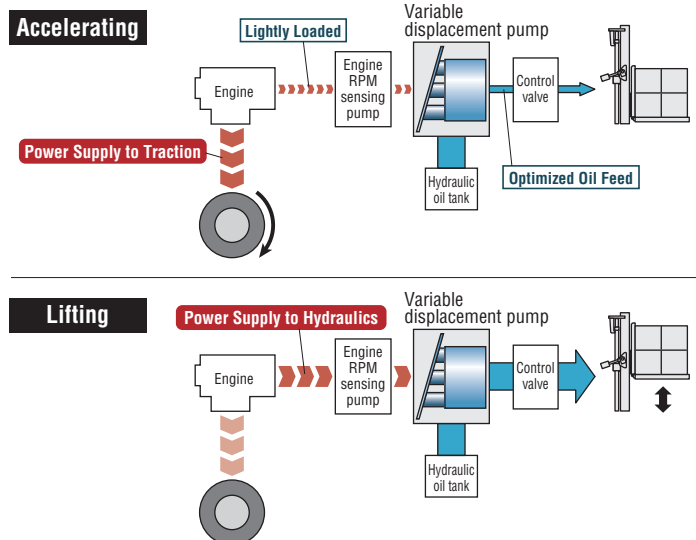 Accelerating
Lightly Loaded
Variable
displacement pump
Engine
Engine
RPM
sensing
pump
Control
valve
Power Supply to Traction
Hydraulic
oil tank
Optimized Oil Feed
Lifting
Power Supply to Hydraulics
Variable
displacement pump
Engine
Engine
RPM
sensing
pump
Control
valve
Hydraulic
oil tank